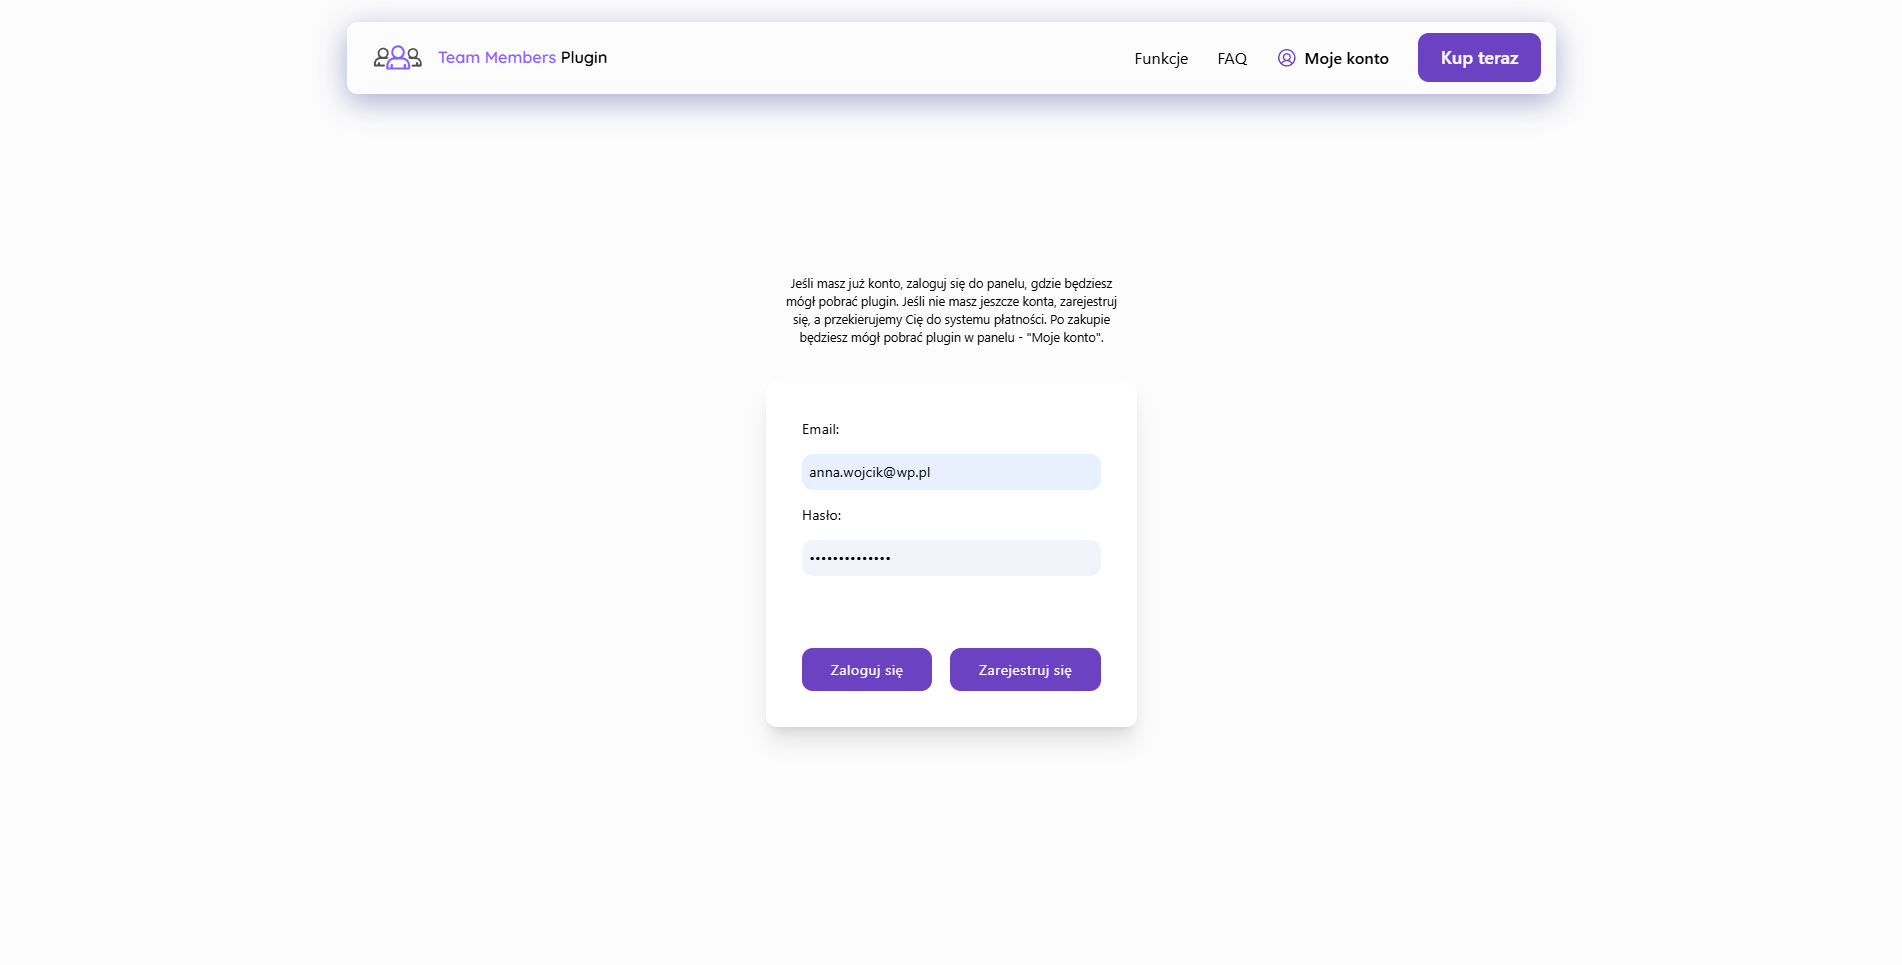 Team Members Plugin
Funkcje
FAQ
Moje konto
Kup teraz
Jeśli masz już konto, zaloguj się do panelu, gdzie będziesz
mógł pobrać plugin. Jeśli nie masz jeszcze konta, zarejestruj
się, a przekierujemy Cię do systemu płatności. Po zakupie
będziesz mógł pobrać plugin w panelu - "Moje konto".
Email:
anna.wojcik@wp.pl
Hasło:
••••••••••••••
Zaloguj się
Zarejestruj się